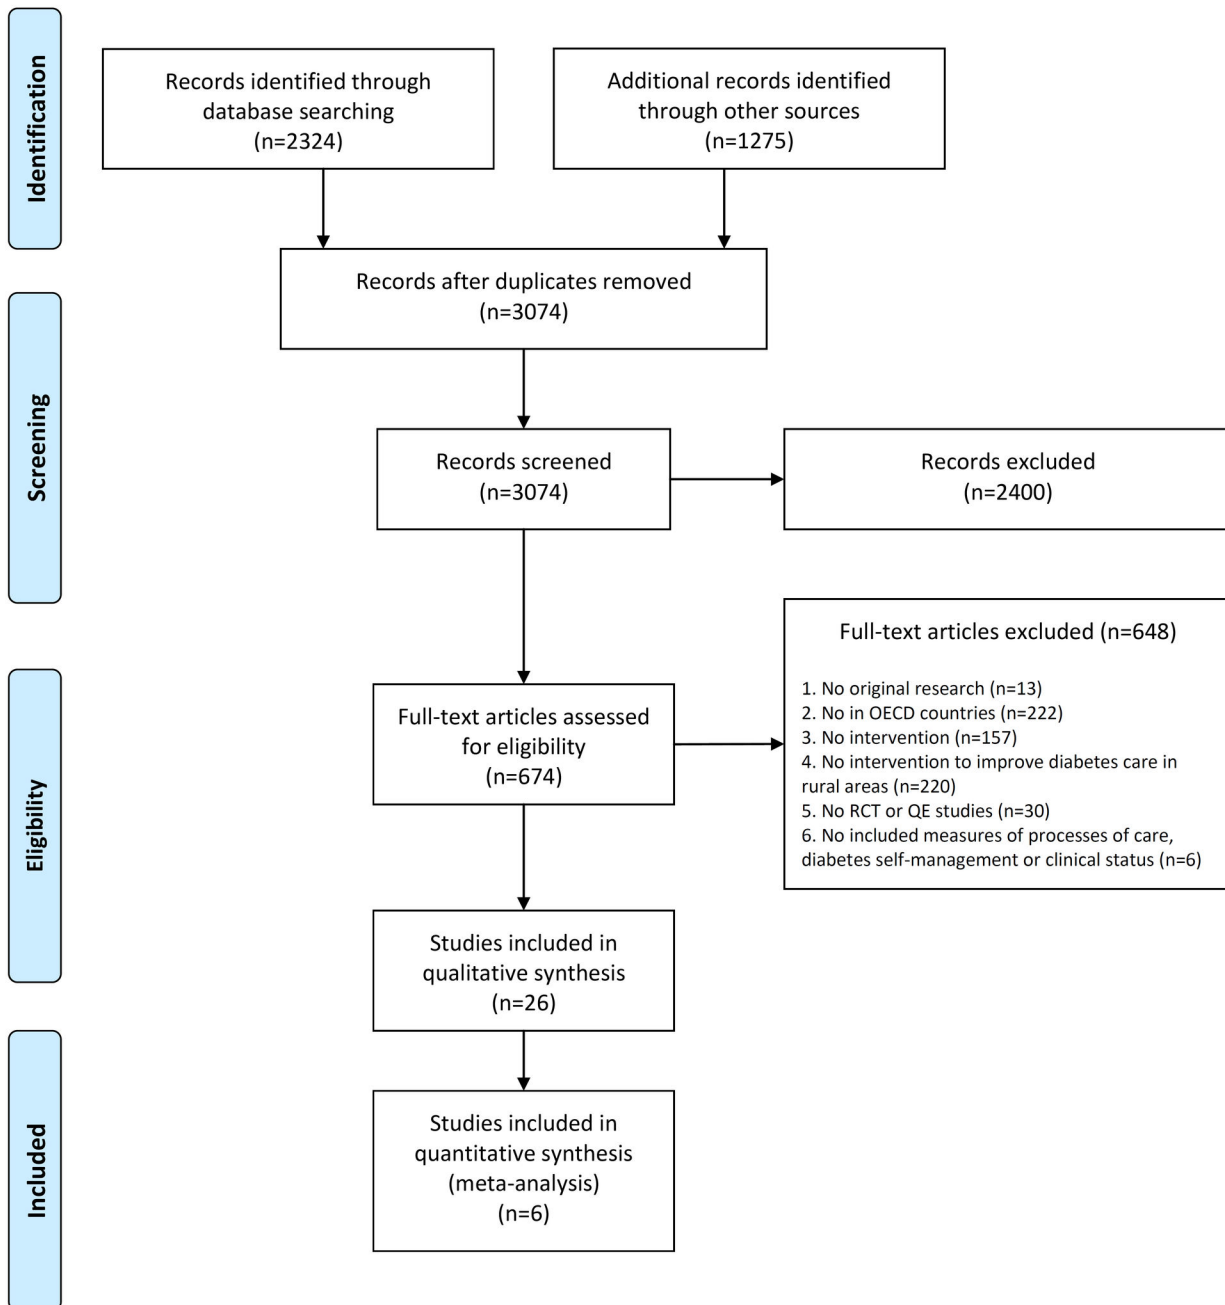 Identification
Records identified through
database searching
(n=2324)
Additional records identified
through other sources
(n=1275)
Records after duplicates removed
(n=3074)
Screening
Records screened
(n=3074)
Records excluded
(n=2400)
Full-text articles excluded (n=648)
1. No original research (n=13)
2. No in OECD countries (n=222)
3. No intervention (n=157)
4. No intervention to improve diabetes care in
rural areas (n=220)
5. No RCT or QE studies (n=30)
6. No included measures of processes of care,
diabetes self-management or clinical status (n=6)
Eligibility
Full-text articles assessed
for eligibility
(n=674)
Studies included in
qualitative synthesis
(n=26)
Included
Studies included in
quantitative synthesis
(meta-analysis)
(n=6)